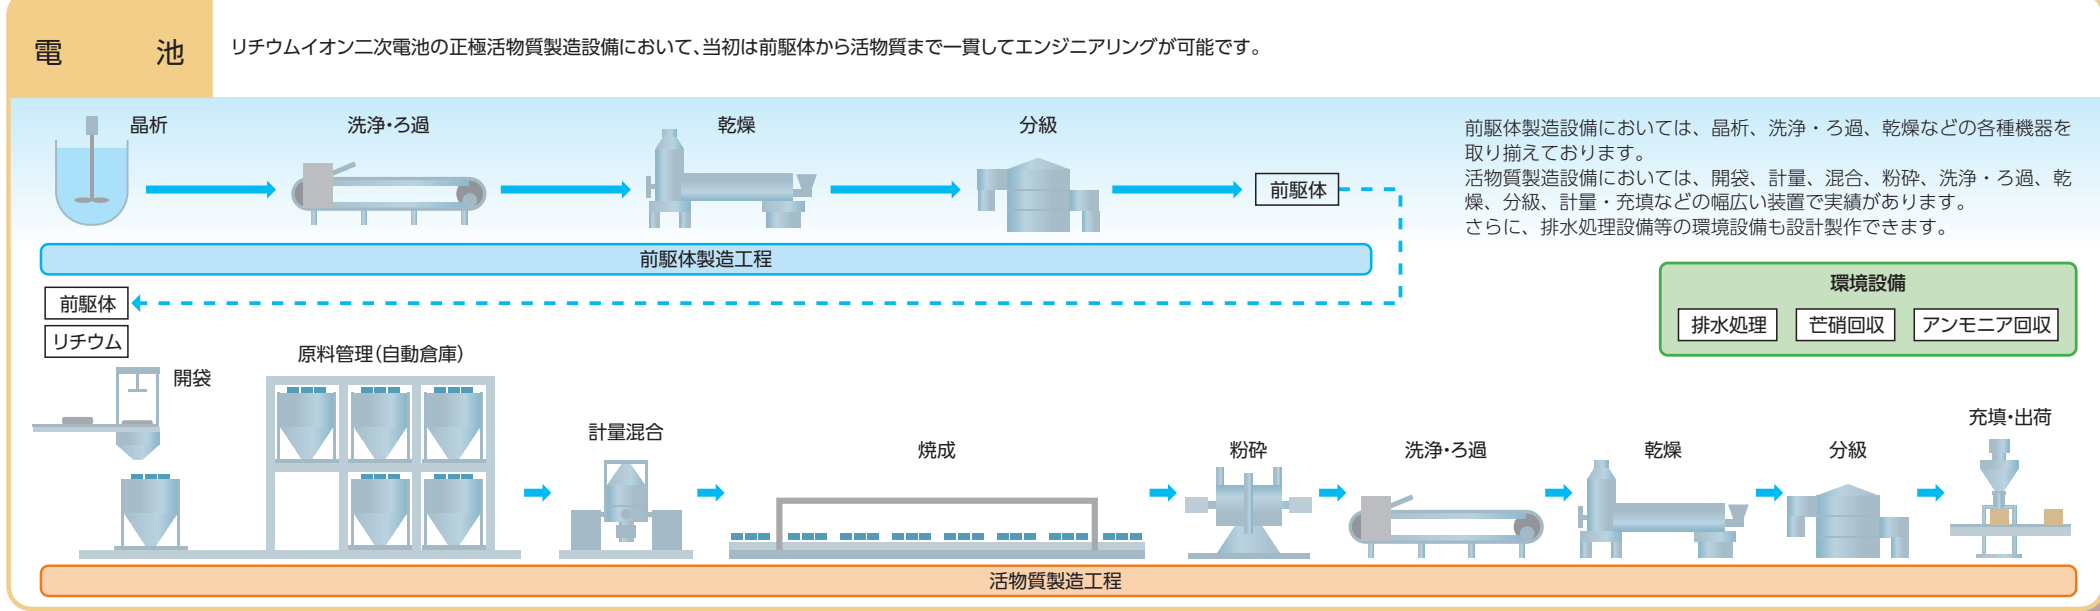 電　池
リチウムイオン二次電池の正極活物質製造設備において、当初は前駆体から活物質まで一貫してエンジニアリングが可能です。
晶析
洗浄・ろ過
乾燥
分級
前駆体
前駆体製造設備においては、晶析、洗浄・ろ過、乾燥などの各種機器を
取り揃えております。
活物質製造設備においては、開袋、計量、混合、粉砕、洗浄・ろ過、乾
燥、分級、計量・充填などの幅広い装置で実績があります。
さらに、排水処理設備等の環境設備も設計製作できます。
前駆体製造工程
環境設備
排水処理
芒硝回収
アンモニア回収
前駆体
リチウム
開袋
原料管理(自動倉庫)
計量混合
焼成
粉砕
洗浄・ろ過
乾燥
分級
充填・出荷
活物質製造工程